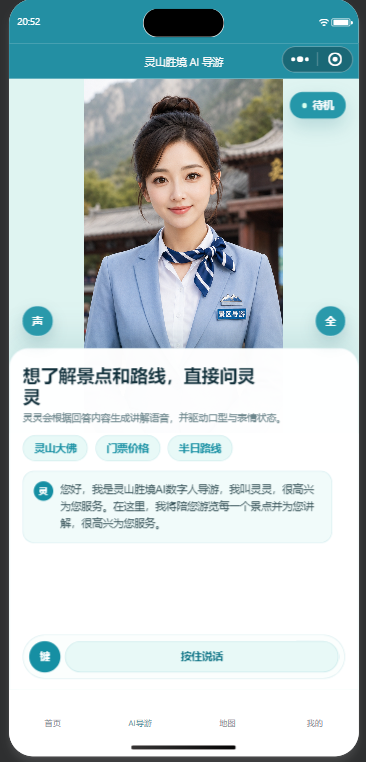 20:52
灵山胜境 AI 导游
待机
景区导游
声
全
想了解景点和路线，直接问灵
灵
灵灵会根据回答内容生成讲解语音，并驱动口型与表情状态。
灵山大佛
门票价格
半日路线
灵
您好，我是灵山胜境AI数字人导游，我叫灵灵，很高兴
为您服务。在这里，我将陪您游览每一个景点并为您讲
解，很高兴为您服务。
键
按住说话
首页
AI导游
地图
我的